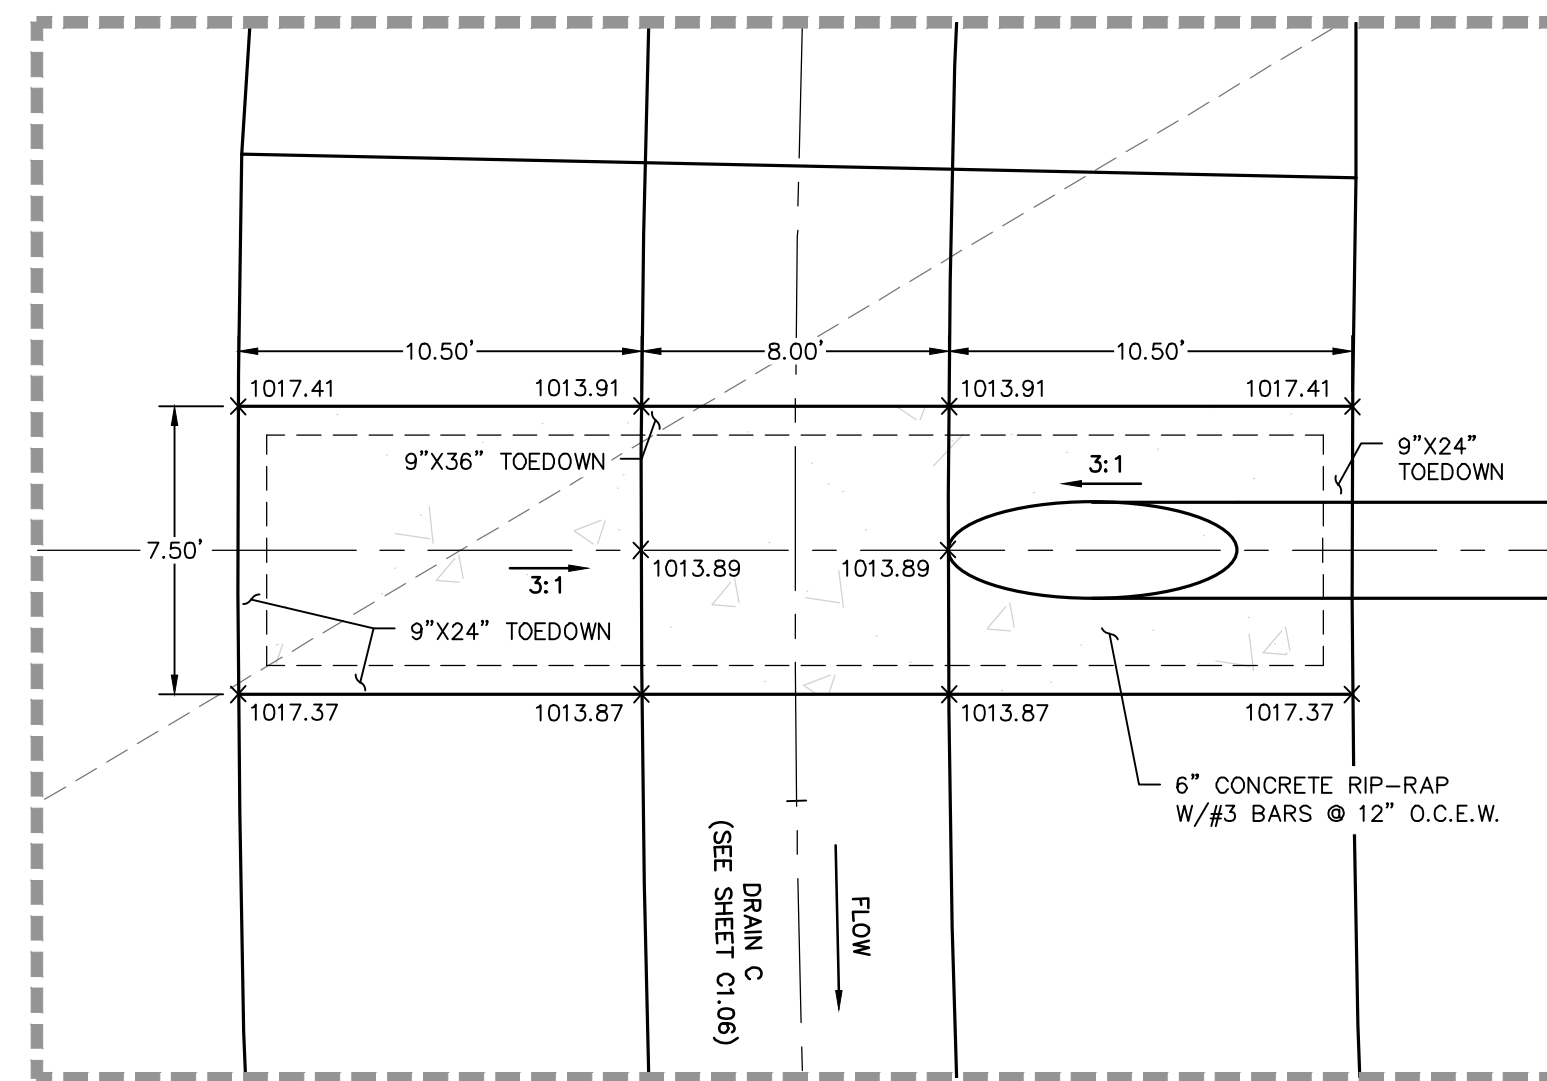 10.50'
8.00'
10.50'
1017.41
1013.91
1013.91
1017.41
9"X36" TOEDOWN
3:1
9"X24"
TOEDOWN
7.50'
1013.89
1013.89
3:1
9"X24" TOEDOWN
1017.37
1013.87
1013.87
1017.37
6" CONCRETE RIP-RAP
W/#3 BARS @ 12" O.C.E.W.
DRAIN C
(SEE SHEET C1.06)
FLOW